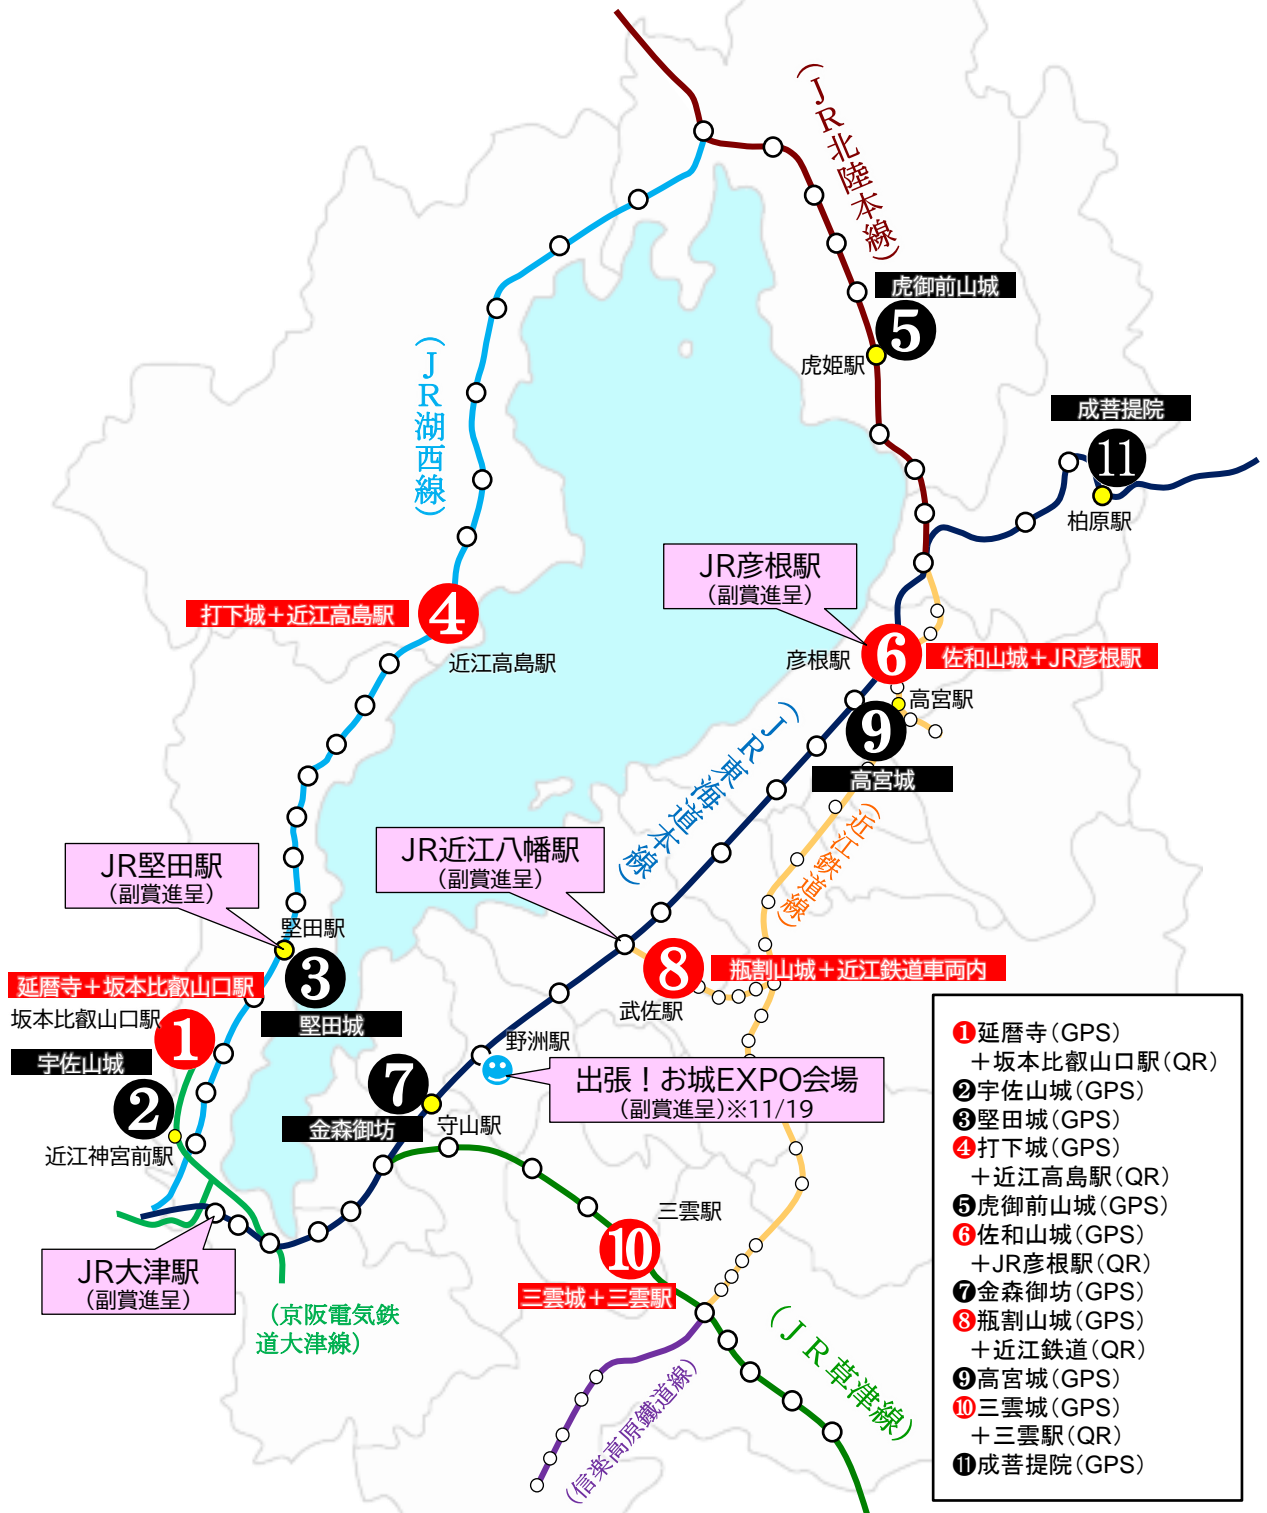 (JR北陸本線)
虎御前山城
❺
虎姫駅
(JR湖西線)
成菩提院
⓫
柏原駅
JR彦根駅
(副賞進呈)
打下城＋近江高島駅
❹
近江高島駅
彦根駅
❻
佐和山城＋JR彦根駅
高宮駅
❾
高宮城
(JR東海道本線)
(近江鉄道線)
JR近江八幡駅
(副賞進呈)
JR堅田駅
(副賞進呈)
堅田駅
❸
堅田城
❽
瓶割山城＋近江鉄道車両内
武佐駅
延暦寺＋坂本比叡山口駅
坂本比叡山口駅
❶
宇佐山城
❷
近江神宮前駅
野洲駅
出張！お城EXPO会場
(副賞進呈)※11/19
❼
金森御坊
守山駅
三雲駅
❿
三雲城＋三雲駅
JR大津駅
(副賞進呈)
(京阪電気鉄
道大津線)
(JR草津線)
(信楽高原鐵道線)
❶延暦寺(GPS)
＋坂本比叡山口駅(QR)
❷宇佐山城(GPS)
❸堅田城(GPS)
❹打下城(GPS)
＋近江高島駅(QR)
❺虎御前山城(GPS)
❻佐和山城(GPS)
＋JR彦根駅(QR)
❼金森御坊(GPS)
❽瓶割山城(GPS)
＋近江鉄道(QR)
❾高宮城(GPS)
❿三雲城(GPS)
＋三雲駅(QR)
⓫成菩提院(GPS)